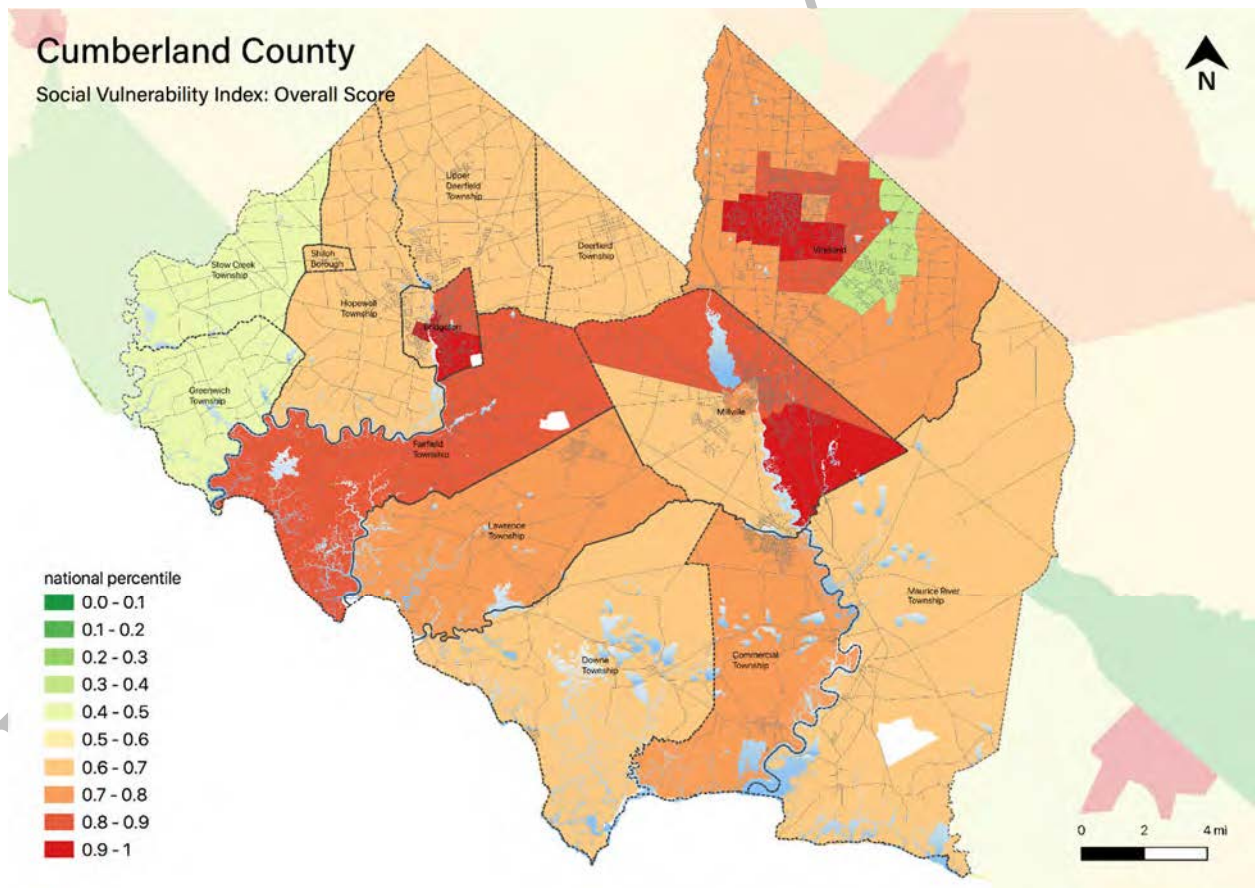 Cumberland County
Social Vulnerability Index: Overall Score
N
Upper
Deerfield
Township
Deerfield
Township
Vineland
Stow Creek
Township
Shiloh
Borough
Hopewell
Township
Bridgeton
Greenwich
Township
Millville
Fairfield
Township
Lawrence
Township
Maurice River
Township
Downe
Township
Commercial
Township
national percentile
0.0 - 0.1
0.1 - 0.2
0.2 - 0.3
0.3 - 0.4
0.4 - 0.5
0.5 - 0.6
0.6 - 0.7
0.7 - 0.8
0.8 - 0.9
0.9 - 1
0 2 4 mi